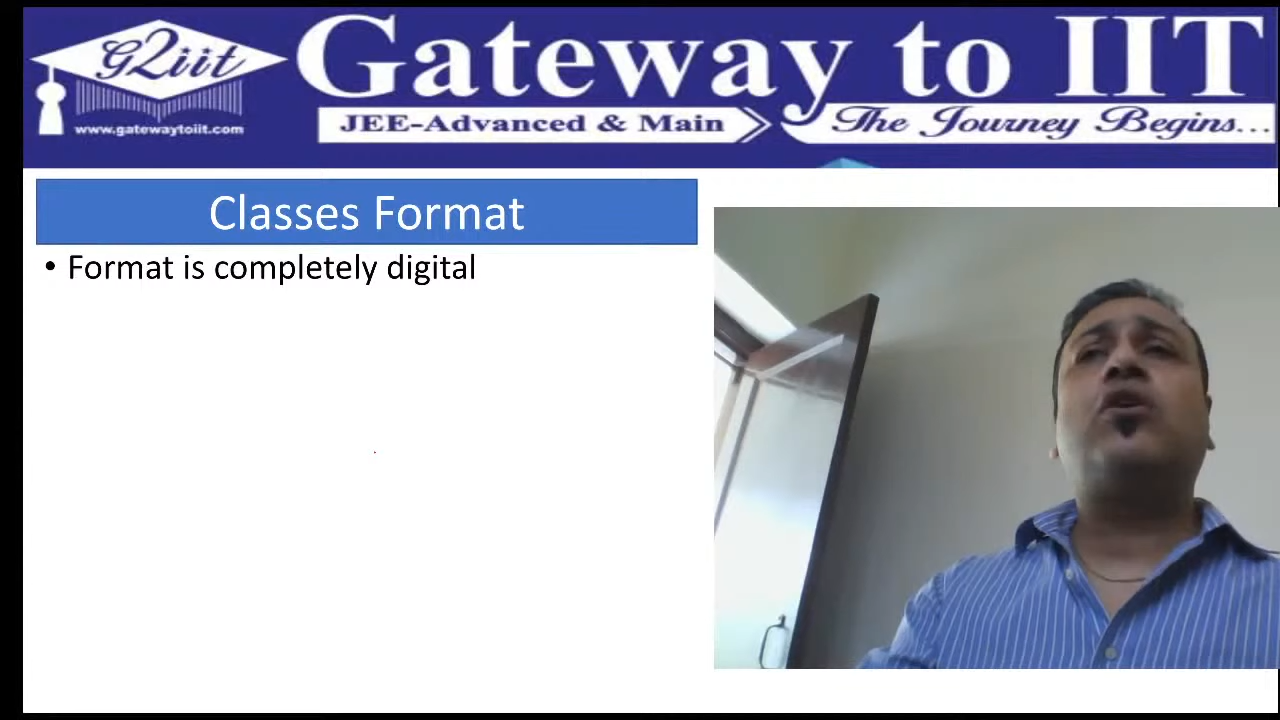 G2iit
www.gatewaytoiit.com
Gateway to IIT
JEE-Advanced & Main
The Journey Begins...
Classes Format
• Format is completely digital